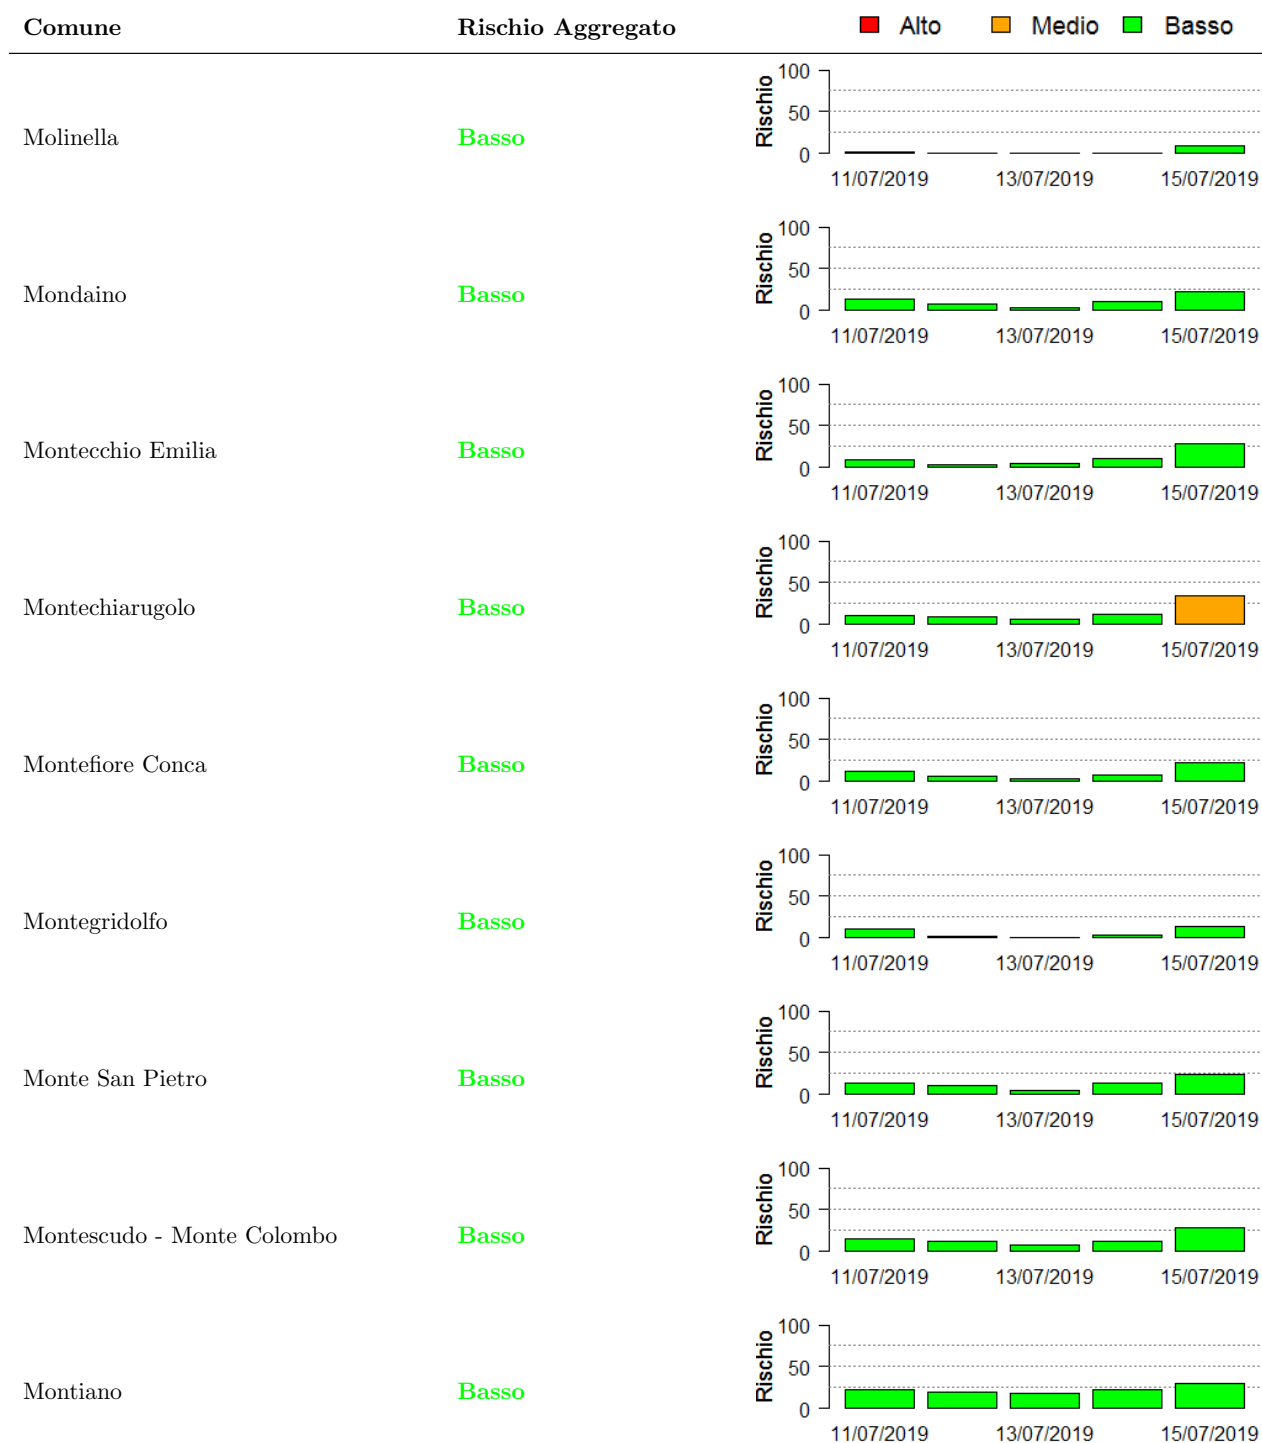 Comune Rischio Aggregato Alto Medio Basso
100
50
0
Rischio
Molinella Basso
11/07/2019 13/07/2019 15/07/2019
100
50
0
Rischio
Mondaino Basso
11/07/2019 13/07/2019 15/07/2019
100
50
0
Rischio
Montecchio Emilia Basso
11/07/2019 13/07/2019 15/07/2019
100
50
0
Rischio
Montechiarugolo Basso
11/07/2019 13/07/2019 15/07/2019
100
50
0
Rischio
Montefiore Conca Basso
11/07/2019 13/07/2019 15/07/2019
100
50
0
Rischio
Montegridolfo Basso
11/07/2019 13/07/2019 15/07/2019
100
50
0
Rischio
Monte San Pietro Basso
11/07/2019 13/07/2019 15/07/2019
100
50
0
Rischio
Montescudo - Monte Colombo Basso
11/07/2019 13/07/2019 15/07/2019
100
50
0
Rischio
Montiano Basso
11/07/2019 13/07/2019 15/07/2019